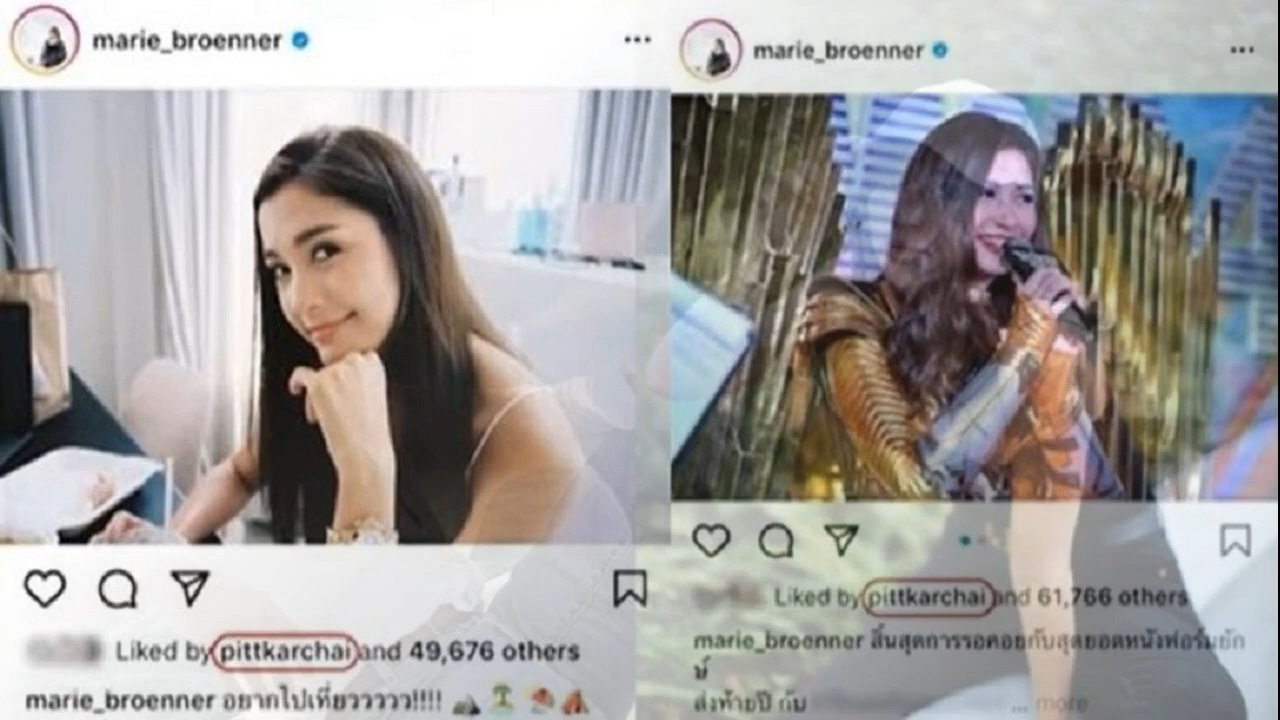 marie_broenner
Liked by pittkarchai and 49,676 others
marie_broenner อยากไปเที่ยววววว!!!!
marie_broenner
Liked by pittkarchai and 61,766 others
marie_broenner สิ้นสุดการรอคอยกับสุดยอดหนังฟอร์มยัก
ษ์
ส่งท้ายปี กับ ... more